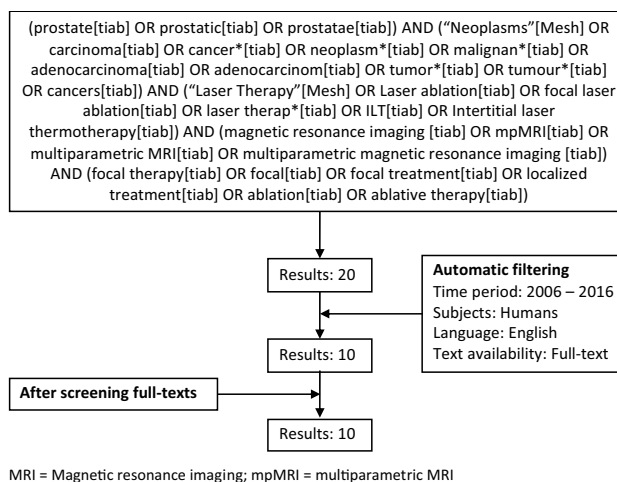 (prostate[tiab] OR prostatic[tiab] OR prostatae[tiab]) AND (“Neoplasms”[Mesh] OR
carcinoma[tiab] OR cancer*[tiab] OR neoplasm*[tiab] OR malignan*[tiab] OR
adenocarcinoma[tiab] OR adenocarcinom[tiab] OR tumor*[tiab] OR tumour*[tiab]
OR cancers[tiab]) AND (“Laser Therapy”[Mesh] OR Laser ablation[tiab] OR focal laser
ablation[tiab] OR laser therap*[tiab] OR ILT[tiab] OR Intertitial laser
thermotherapy[tiab]) AND (magnetic resonance imaging [tiab] OR mpMRI[tiab] OR
multiparametric MRI[tiab] OR multiparametric magnetic resonance imaging [tiab])
AND (focal therapy[tiab] OR focal[tiab] OR focal treatment[tiab] OR localized
treatment[tiab] OR ablation[tiab] OR ablative therapy[tiab])
Results: 20
Automatic filtering
Time period: 2006 – 2016
Subjects: Humans
Language: English
Text availability: Full-text
Results: 10
After screening full-texts
Results: 10
MRI = Magnetic resonance imaging; mpMRI = multiparametric MRI